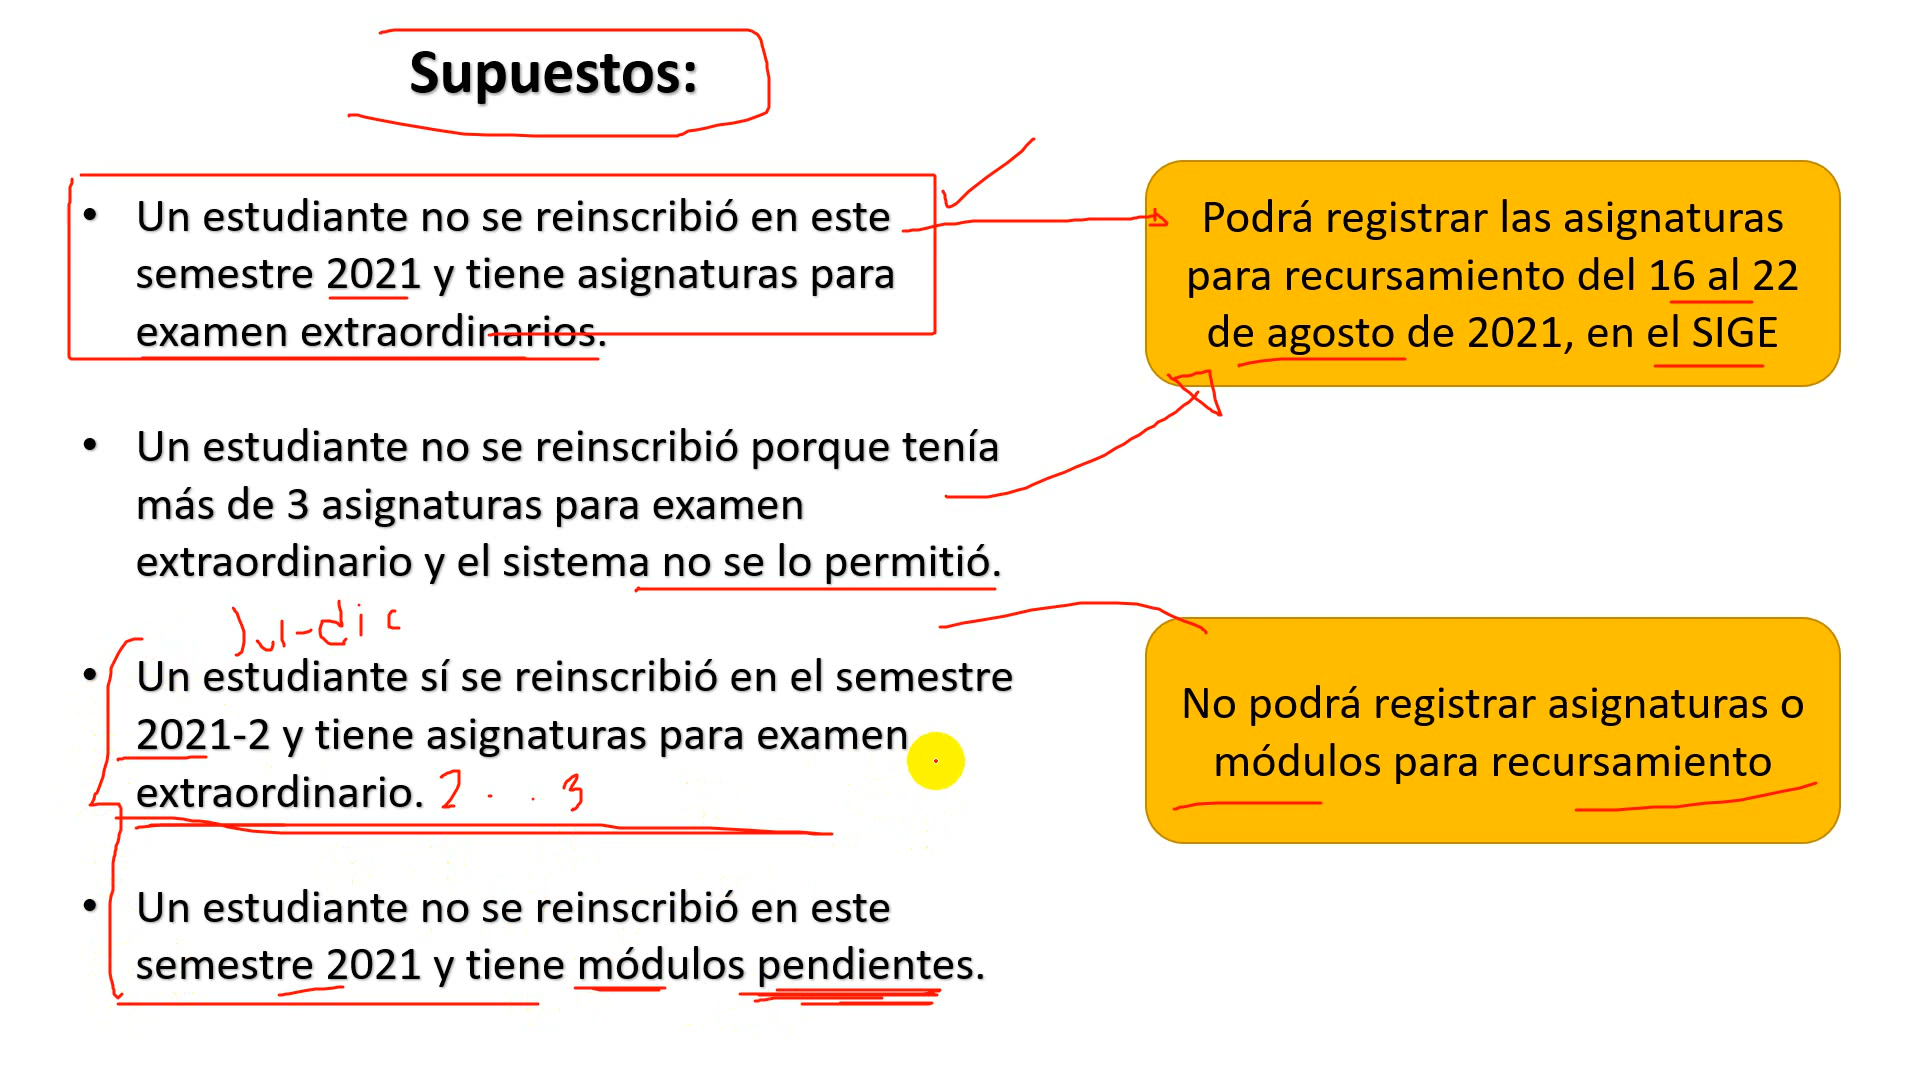 Supuestos:
• Un estudiante no se reinscribió en este
semestre 2021 y tiene asignaturas para
examen extraordinarios.
Podrá registrar las asignaturas
para recursamiento del 16 al 22
de agosto de 2021, en el SIGE
• Un estudiante no se reinscribió porque tenía
más de 3 asignaturas para examen
extraordinario y el sistema no se lo permitió.
Jul-dic
• Un estudiante sí se reinscribió en el semestre
2021-2 y tiene asignaturas para examen
extraordinario. 2 . . 3
No podrá registrar asignaturas o
módulos para recursamiento
• Un estudiante no se reinscribió en este
semestre 2021 y tiene módulos pendientes.